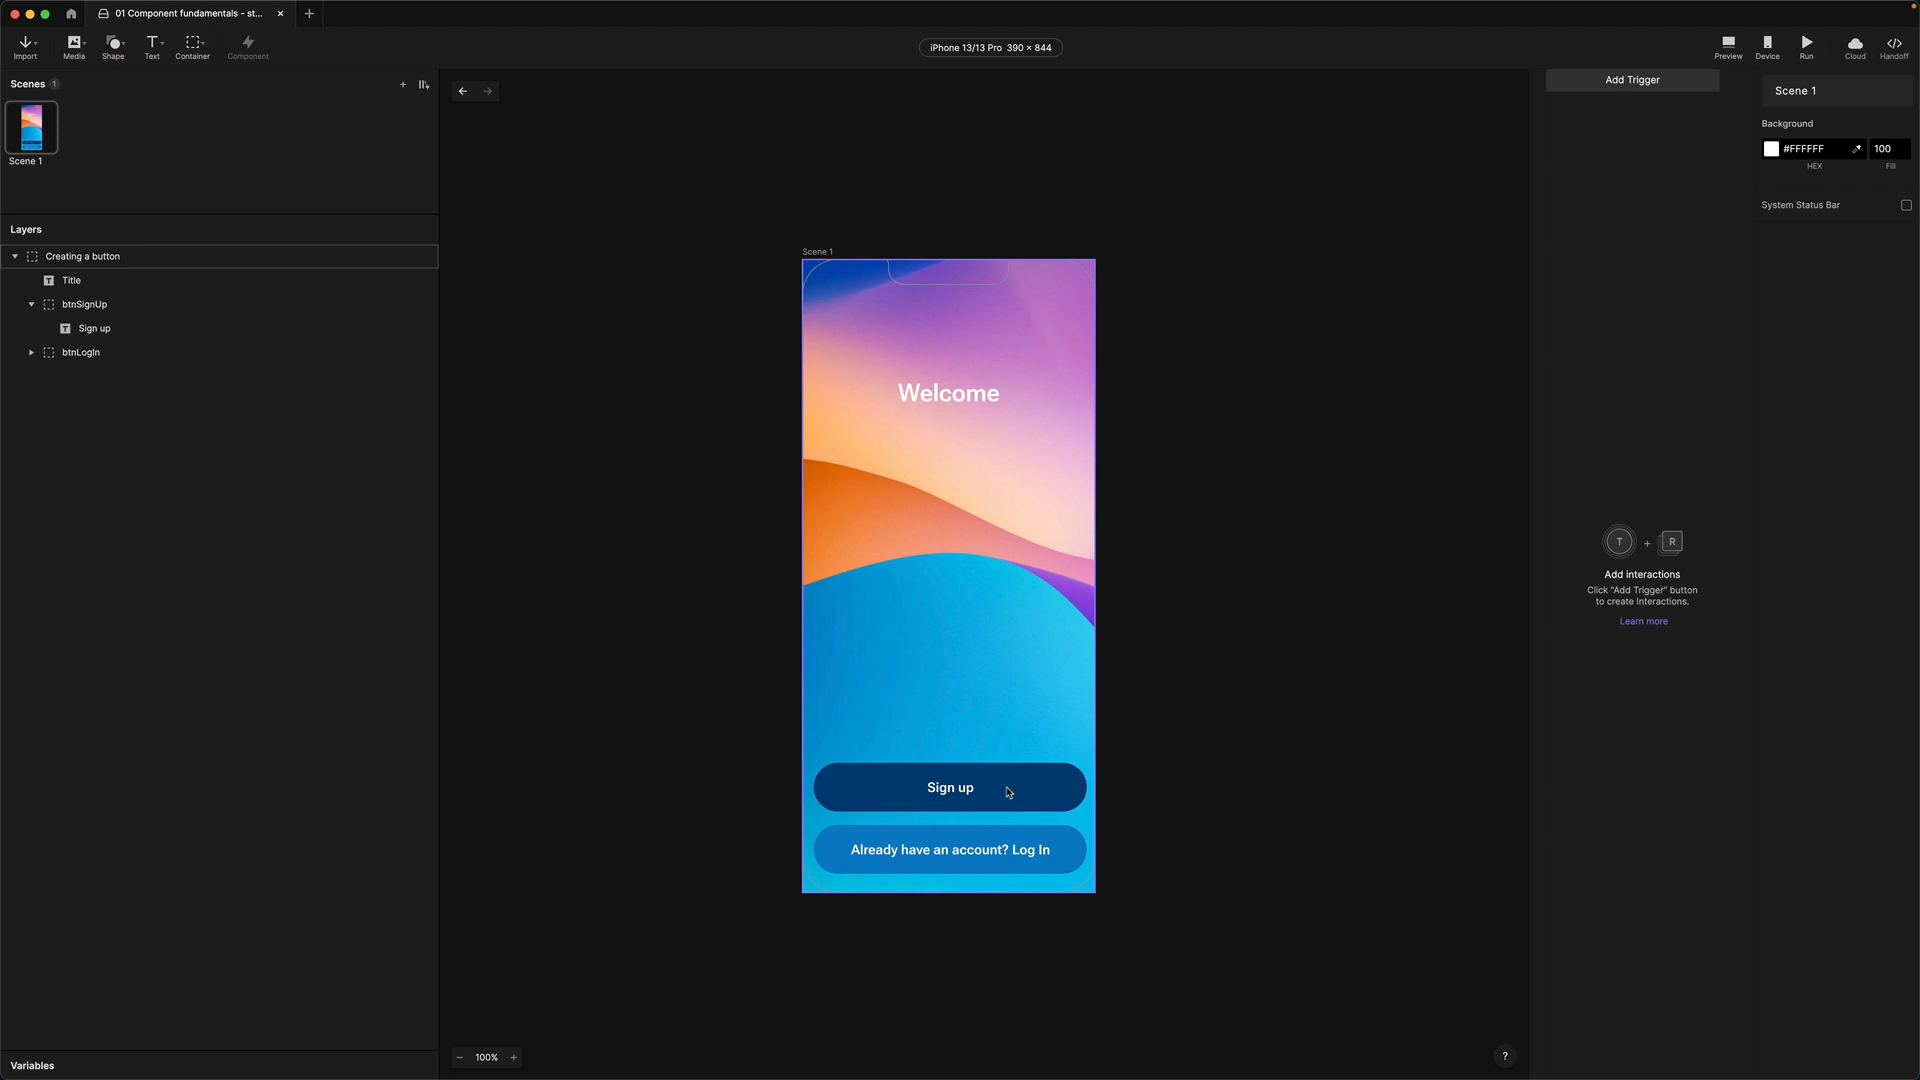 01 Component fundamentals - st...
Import
Media
Shape
Text
Container
Component
iPhone 13/13 Pro 390 × 844
Preview
Device
Run
Cloud
Handoff
Scenes 1
Scene 1
Layers
Creating a button
Title
btnSignUp
Sign up
btnLogIn
Variables
Scene 1
Welcome
Sign up
Already have an account? Log In
100%
?
Add Trigger
T + R
Add interactions
Click "Add Trigger" button
to create Interactions.
Learn more
Scene 1
Background
#FFFFFF 100
HEX Fill
System Status Bar